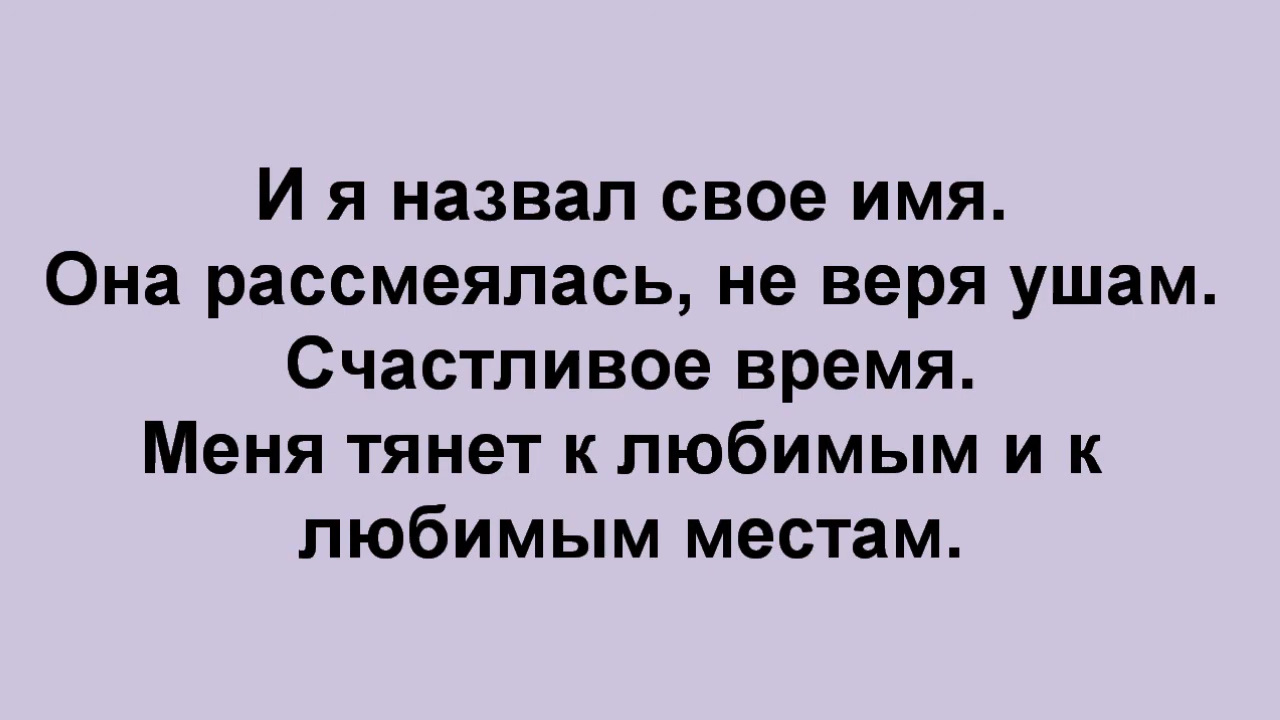 И я назвал свое имя.
Она рассмеялась, не веря ушам.
Счастливое время.
Меня тянет к любимым и к
любимым местам.